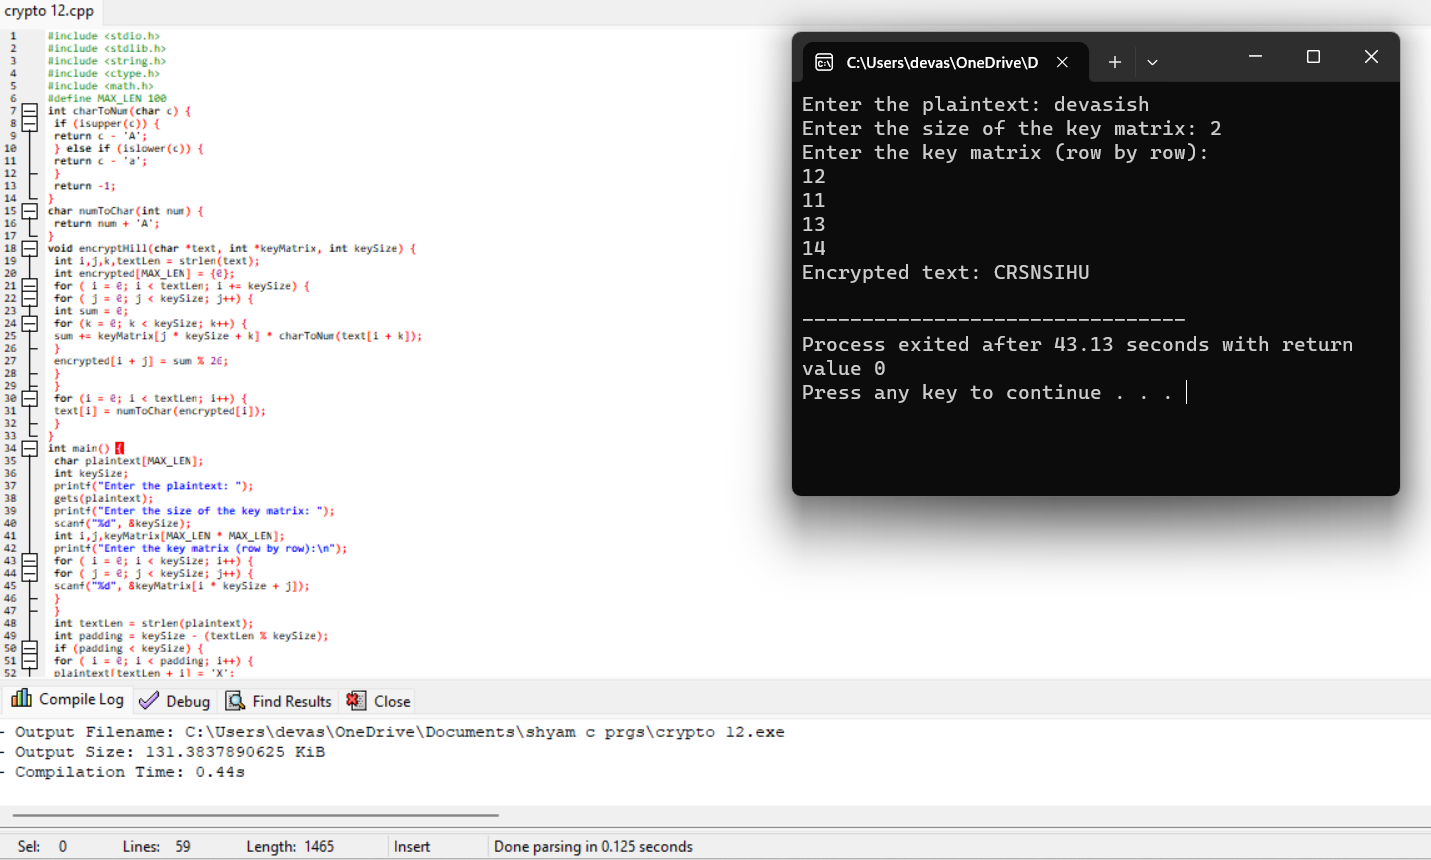 crypto 12.cpp
1 #include <stdio.h>
2 #include <stdlib.h>
3 #include <string.h>
4 #include <ctype.h>
5 #include <math.h>
6 #define MAX_LEN 100
7 int charToNum(char c) {
8 if (isupper(c)) {
9 return c - 'A';
10 } else if (islower(c)) {
11 return c - 'a';
12 }
13 return -1;
14 }
15 char numToChar(int num) {
16 return num + 'A';
17 }
18 void encryptHill(char *text, int *keyMatrix, int keySize) {
19 int i,j,k,textLen = strlen(text);
20 int encrypted[MAX_LEN] = {0};
21 for ( i = 0; i < textLen; i += keySize) {
22 for ( j = 0; j < keySize; j++) {
23 int sum = 0;
24 for (k = 0; k < keySize; k++) {
25 sum += keyMatrix[j * keySize + k] * charToNum(text[i + k]);
26 }
27 encrypted[i + j] = sum % 26;
28 }
29 }
30 for (i = 0; i < textLen; i++) {
31 text[i] = numToChar(encrypted[i]);
32 }
33 }
34 int main() {
35 char plaintext[MAX_LEN];
36 int keySize;
37 printf("Enter the plaintext: ");
38 gets(plaintext);
39 printf("Enter the size of the key matrix: ");
40 scanf("%d", &keySize);
41 int i,j,keyMatrix[MAX_LEN * MAX_LEN];
42 printf("Enter the key matrix (row by row):\n");
43 for ( i = 0; i < keySize; i++) {
44 for ( j = 0; j < keySize; j++) {
45 scanf("%d", &keyMatrix[i * keySize + j]);
46 }
47 }
48 int textLen = strlen(plaintext);
49 int padding = keySize - (textLen % keySize);
50 if (padding < keySize) {
51 for ( i = 0; i < padding; i++) {
52 plaintext[textLen + i] = 'X';
C:\Users\devas\OneDrive\D
Enter the plaintext: devasish
Enter the size of the key matrix: 2
Enter the key matrix (row by row):
12
11
13
14
Encrypted text: CRSNSIHU
--------------------------------
Process exited after 43.13 seconds with return
value 0
Press any key to continue . . .
Compile Log Debug Find Results Close
- Output Filename: C:\Users\devas\OneDrive\Documents\shyam c prgs\crypto 12.exe
- Output Size: 131.3837890625 KiB
- Compilation Time: 0.44s
Sel: 0 Lines: 59 Length: 1465 Insert Done parsing in 0.125 seconds